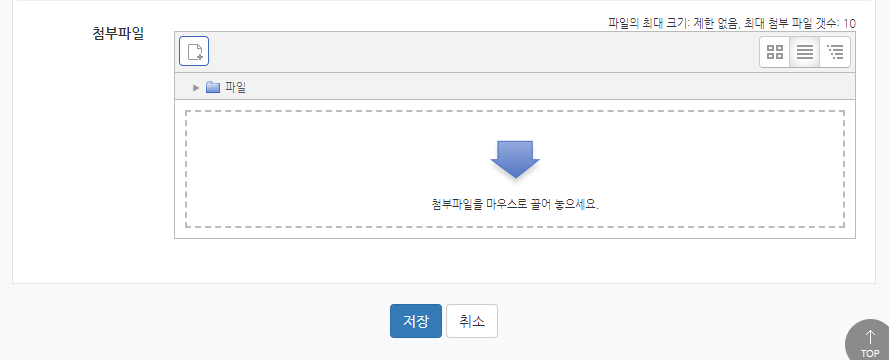 파일의 최대 크기: 제한 없음, 최대 첨부 파일 갯수: 10
첨부파일
파일
첨부파일을 마우스로 끌어 놓으세요.
저장 취소
TOP